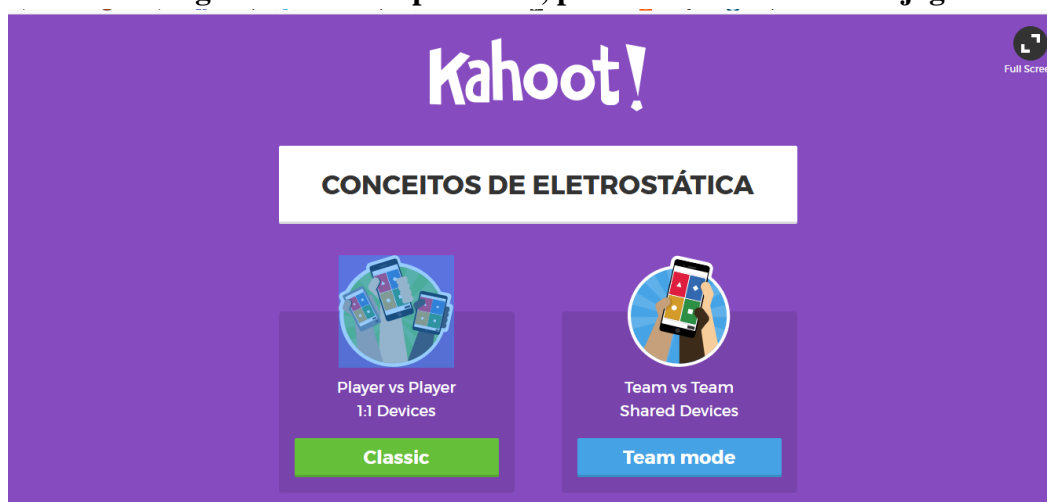 Kahoot!
Full Scree
CONCEITOS DE ELETROSTÁTICA
Player vs Player
1:1 Devices
Classic
Team vs Team
Shared Devices
Team mode